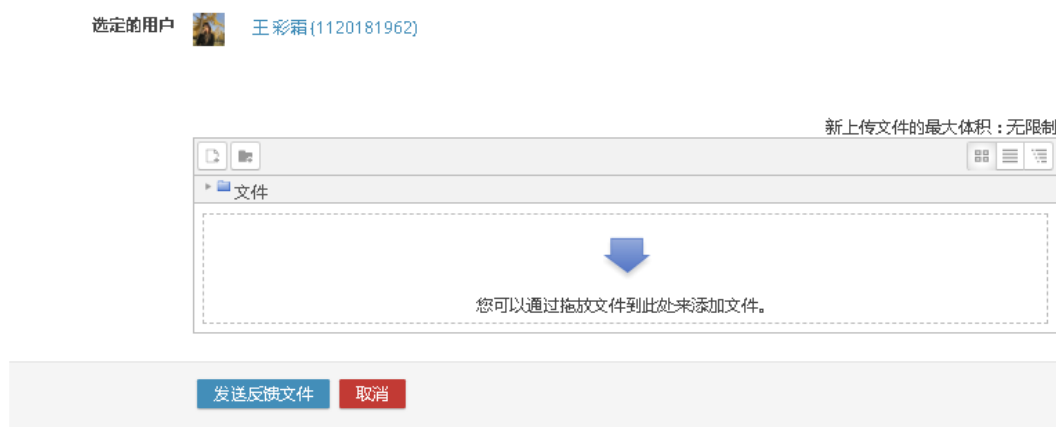 选定的用户 王彩霜(1120181962)
新上传文件的最大体积：无限制
文件
您可以通过拖放文件到此处来添加文件。
发送反馈文件 取消